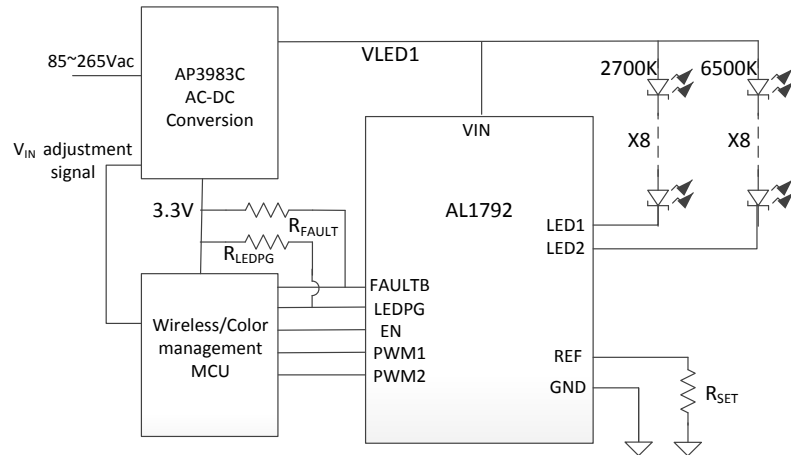 85~265Vac
AP3983C
AC-DC
Conversion
VLED1
2700K
6500K
VIN
X8
X8
VIN adjustment
signal
AL1792
3.3V
RFAULT
RLEDPG
LED1
LED2
FAULTB
LEDPG
EN
PWM1
PWM2
Wireless/Color
management
MCU
REF
GND
RSET